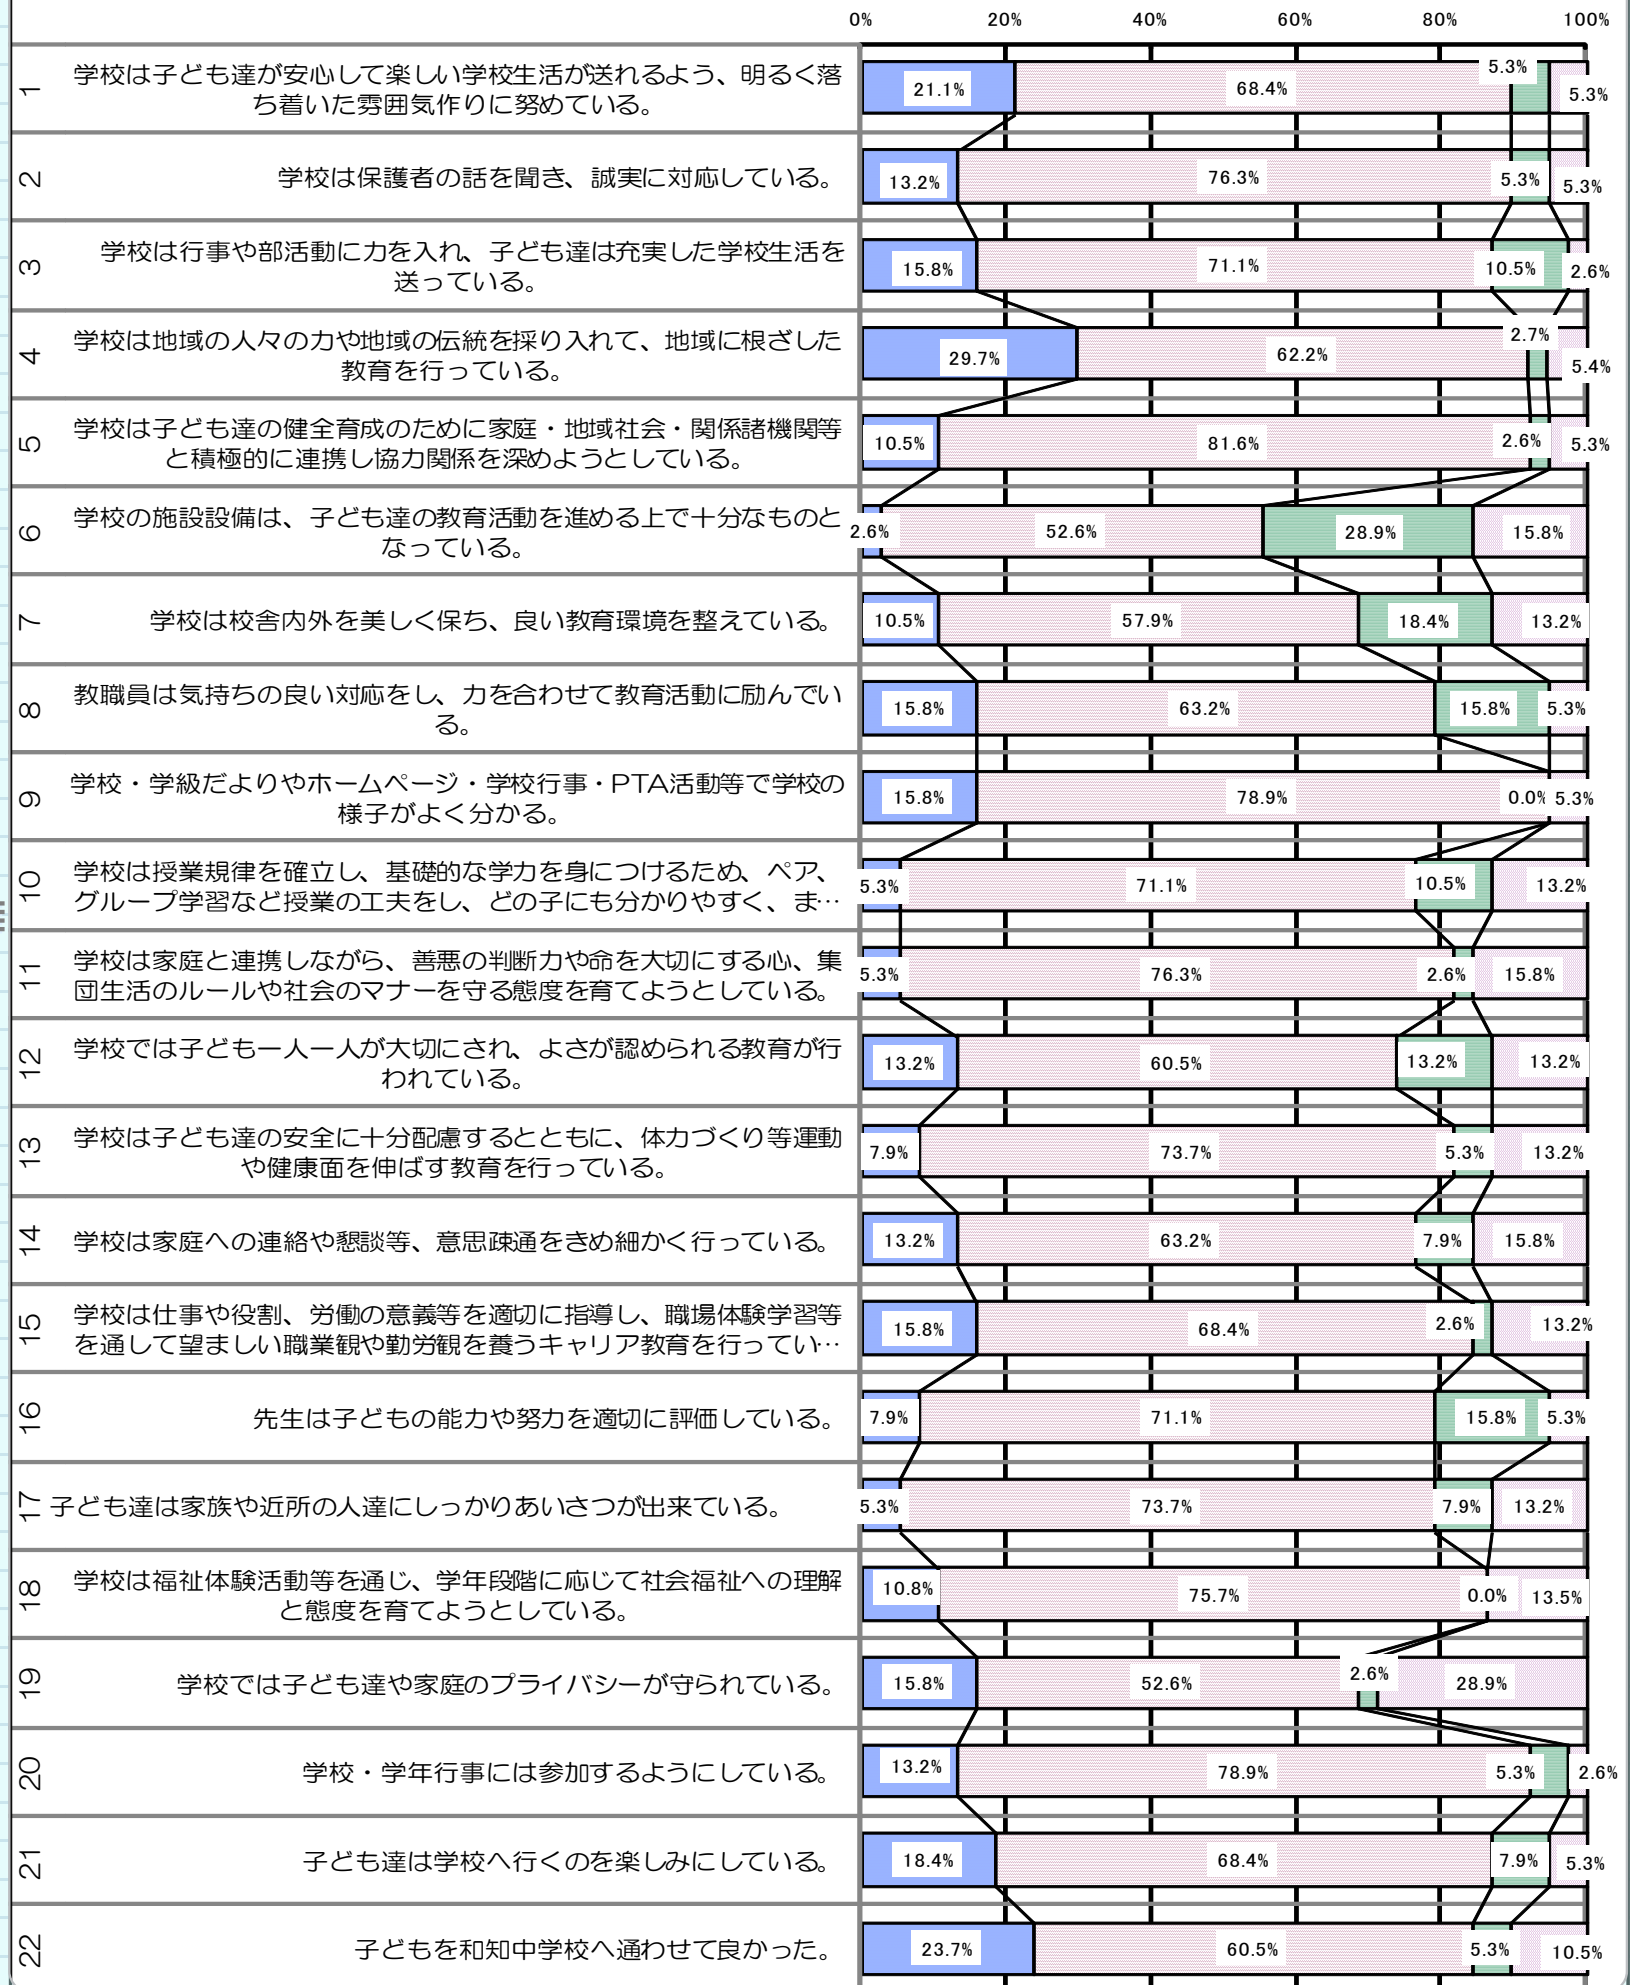 0% 20% 40% 60% 80% 100%
1
学校は子ども達が安心して楽しい学校生活が送れるよう、明るく落
ち着いた雰囲気作りに努めている。
21.1% 68.4% 5.3% 5.3%
2
学校は保護者の話を聞き、誠実に対応している。
13.2% 76.3% 5.3% 5.3%
3
学校は行事や部活動に力を入れ、子ども達は充実した学校生活を
送っている。
15.8% 71.1% 10.5% 2.6%
4
学校は地域の人々の力や地域の伝統を採り入れて、地域に根ざした
教育を行っている。
29.7% 62.2% 2.7% 5.4%
5
学校は子ども達の健全育成のために家庭・地域社会・関係諸機関等
と積極的に連携し協力関係を深めようとしている。
10.5% 81.6% 2.6% 5.3%
6
学校の施設設備は、子ども達の教育活動を進める上で十分なものと
なっている。
2.6% 52.6% 28.9% 15.8%
7
学校は校舎内外を美しく保ち、良い教育環境を整えている。
10.5% 57.9% 18.4% 13.2%
8
教職員は気持ちの良い対応をし、力を合わせて教育活動に励んでい
る。
15.8% 63.2% 15.8% 5.3%
9
学校・学級だよりやホームページ・学校行事・PTA活動等で学校の
様子がよく分かる。
15.8% 78.9% 0.0% 5.3%
10
学校は授業規律を確立し、基礎的な学力を身につけるため、ペア、
グループ学習など授業の工夫をし、どの子にも分かりやすく、ま…
5.3% 71.1% 10.5% 13.2%
11
学校は家庭と連携しながら、善悪の判断力や命を大切にする心、集
団生活のルールや社会のマナーを守る態度を育てようとしている。
5.3% 76.3% 2.6% 15.8%
12
学校では子ども一人一人が大切にされ、よさが認められる教育が行
われている。
13.2% 60.5% 13.2% 13.2%
13
学校は子ども達の安全に十分配慮するとともに、体力づくり等運動
や健康面を伸ばす教育を行っている。
7.9% 73.7% 5.3% 13.2%
14
学校は家庭への連絡や懇談等、意思疎通をきめ細かく行っている。
13.2% 63.2% 7.9% 15.8%
15
学校は仕事や役割、労働の意義等を適切に指導し、職場体験学習等
を通して望ましい職業観や勤労観を養うキャリア教育を行ってい…
15.8% 68.4% 2.6% 13.2%
16
先生は子どもの能力や努力を適切に評価している。
7.9% 71.1% 15.8% 5.3%
17
子ども達は家族や近所の人達にしっかりあいさつが出来ている。
5.3% 73.7% 7.9% 13.2%
18
学校は福祉体験活動等を通じ、学年段階に応じて社会福祉への理解
と態度を育てようとしている。
10.8% 75.7% 0.0% 13.5%
19
学校では子ども達や家庭のプライバシーが守られている。
15.8% 52.6% 2.6% 28.9%
20
学校・学年行事には参加するようにしている。
13.2% 78.9% 5.3% 2.6%
21
子ども達は学校へ行くのを楽しみにしている。
18.4% 68.4% 7.9% 5.3%
22
子どもを和知中学校へ通わせて良かった。
23.7% 60.5% 5.3% 10.5%